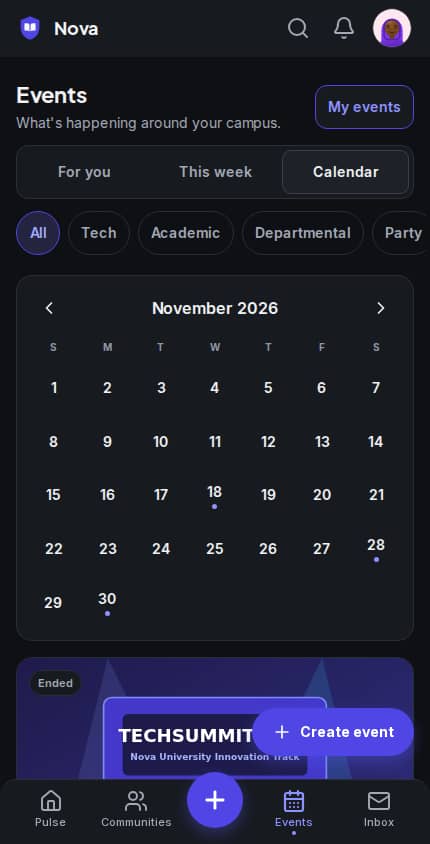 Nova
Events
What's happening around your campus.
My events
For you This week Calendar
All Tech Academic Departmental Party
November 2026
S M T W T F S
1 2 3 4 5 6 7
8 9 10 11 12 13 14
15 16 17 18 19 20 21
22 23 24 25 26 27 28
29 30
Ended
TECHSUMMIT
Nova University Innovation Track
Create event
Pulse Communities Events Inbox